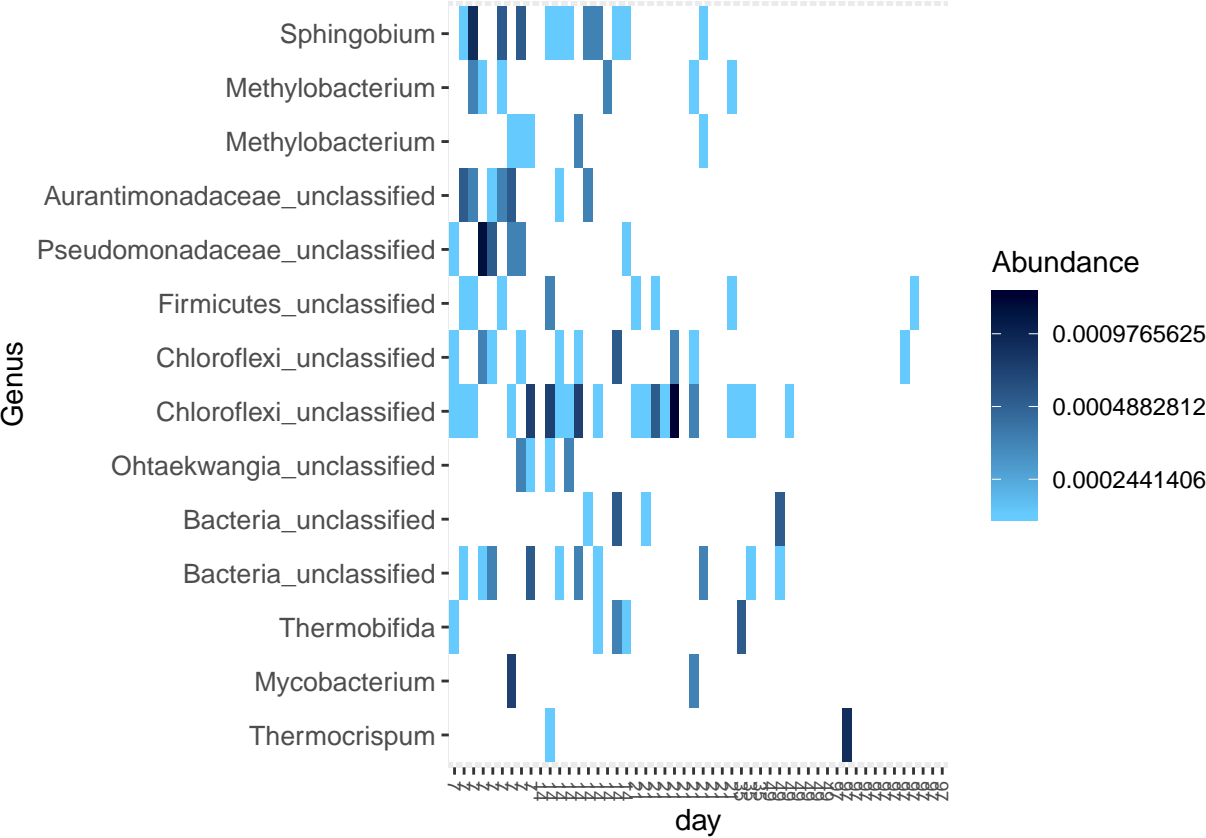 Sphingobium
Methylobacterium
Methylobacterium
Aurantimonadaceae_unclassified
Pseudomonadaceae_unclassified
Firmicutes_unclassified
Chloroflexi_unclassified
Chloroflexi_unclassified
Ohtaekwangia_unclassified
Bacteria_unclassified
Bacteria_unclassified
Thermobifida
Mycobacterium
Thermocrispum
Genus
day
Abundance
0.0009765625
0.0004882812
0.0002441406